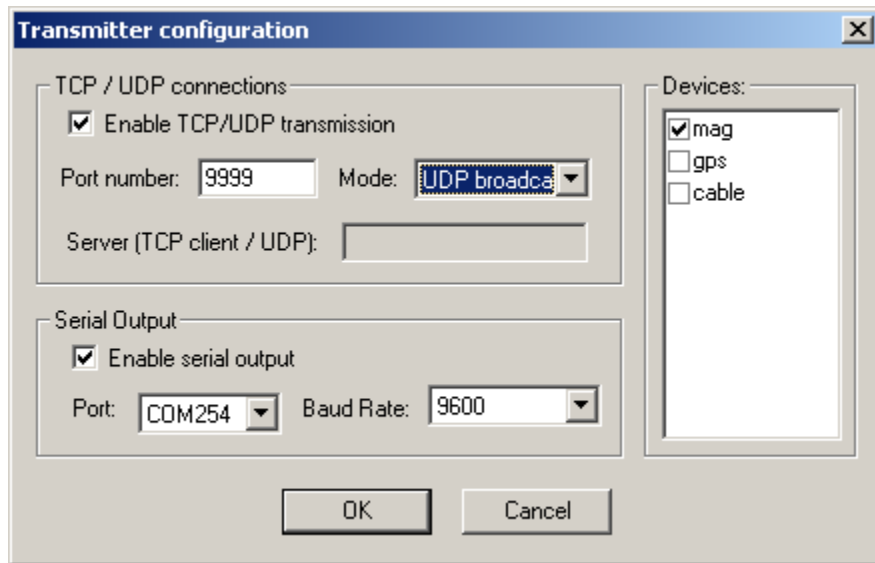 Transmitter configuration
TCP / UDP connections
Enable TCP/UDP transmission
Port number: 9999 Mode: UDP broadca
Server (TCP client / UDP):
Serial Output
Enable serial output
Port: COM254 Baud Rate: 9600
Devices:
mag
gps
cable
OK Cancel